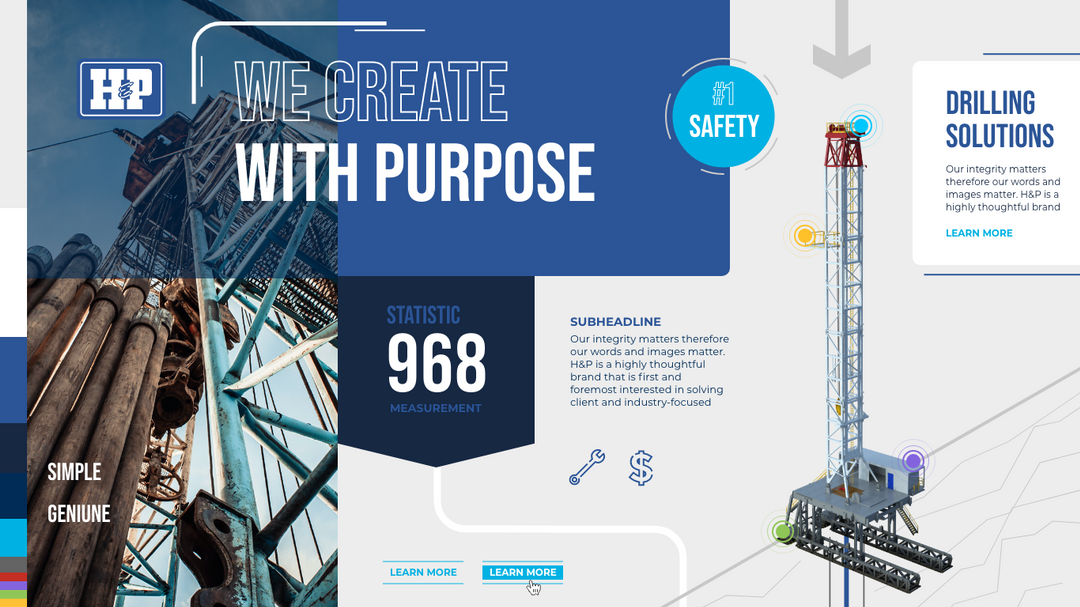 H&P
WE CREATE
WITH PURPOSE
#1
SAFETY
DRILLING
SOLUTIONS
Our integrity matters
therefore our words and
images matter. H&P is a
highly thoughtful brand
LEARN MORE
STATISTIC
968
MEASUREMENT
SUBHEADLINE
Our integrity matters therefore
our words and images matter.
H&P is a highly thoughtful
brand that is first and
foremost interested in solving
client and industry-focused
$
SIMPLE
GENIUNE
LEARN MORE
LEARN MORE